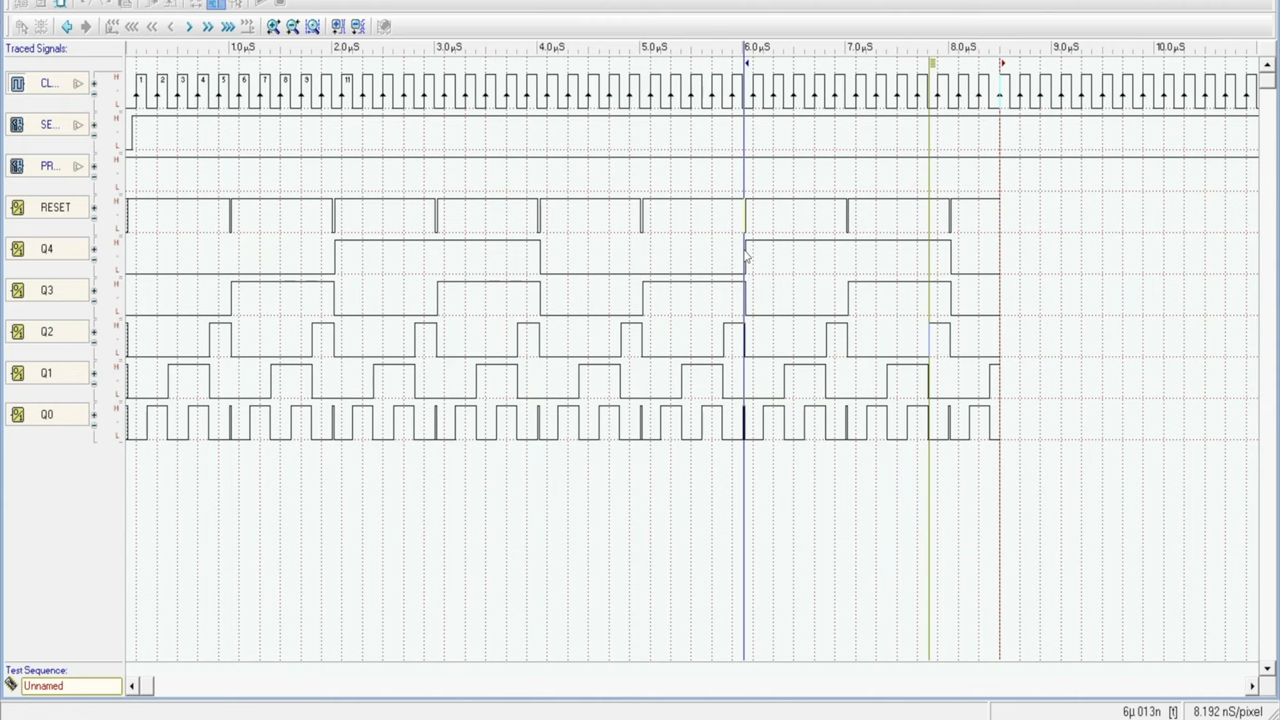 Traced Signals:
1.0µS 2.0µS 3.0µS 4.0µS 5.0µS 6.0µS 7.0µS 8.0µS 9.0µS 10.0µS
CL...
H
L
1 2 3 4 5 6 7 8 9 11
SE...
H
L
PR...
H
L
RESET
H
L
Q4
H
L
Q3
H
L
Q2
H
L
Q1
H
L
Q0
H
L
Test Sequence:
Unnamed
6µ 013n [t] 8.192 nS/pixel